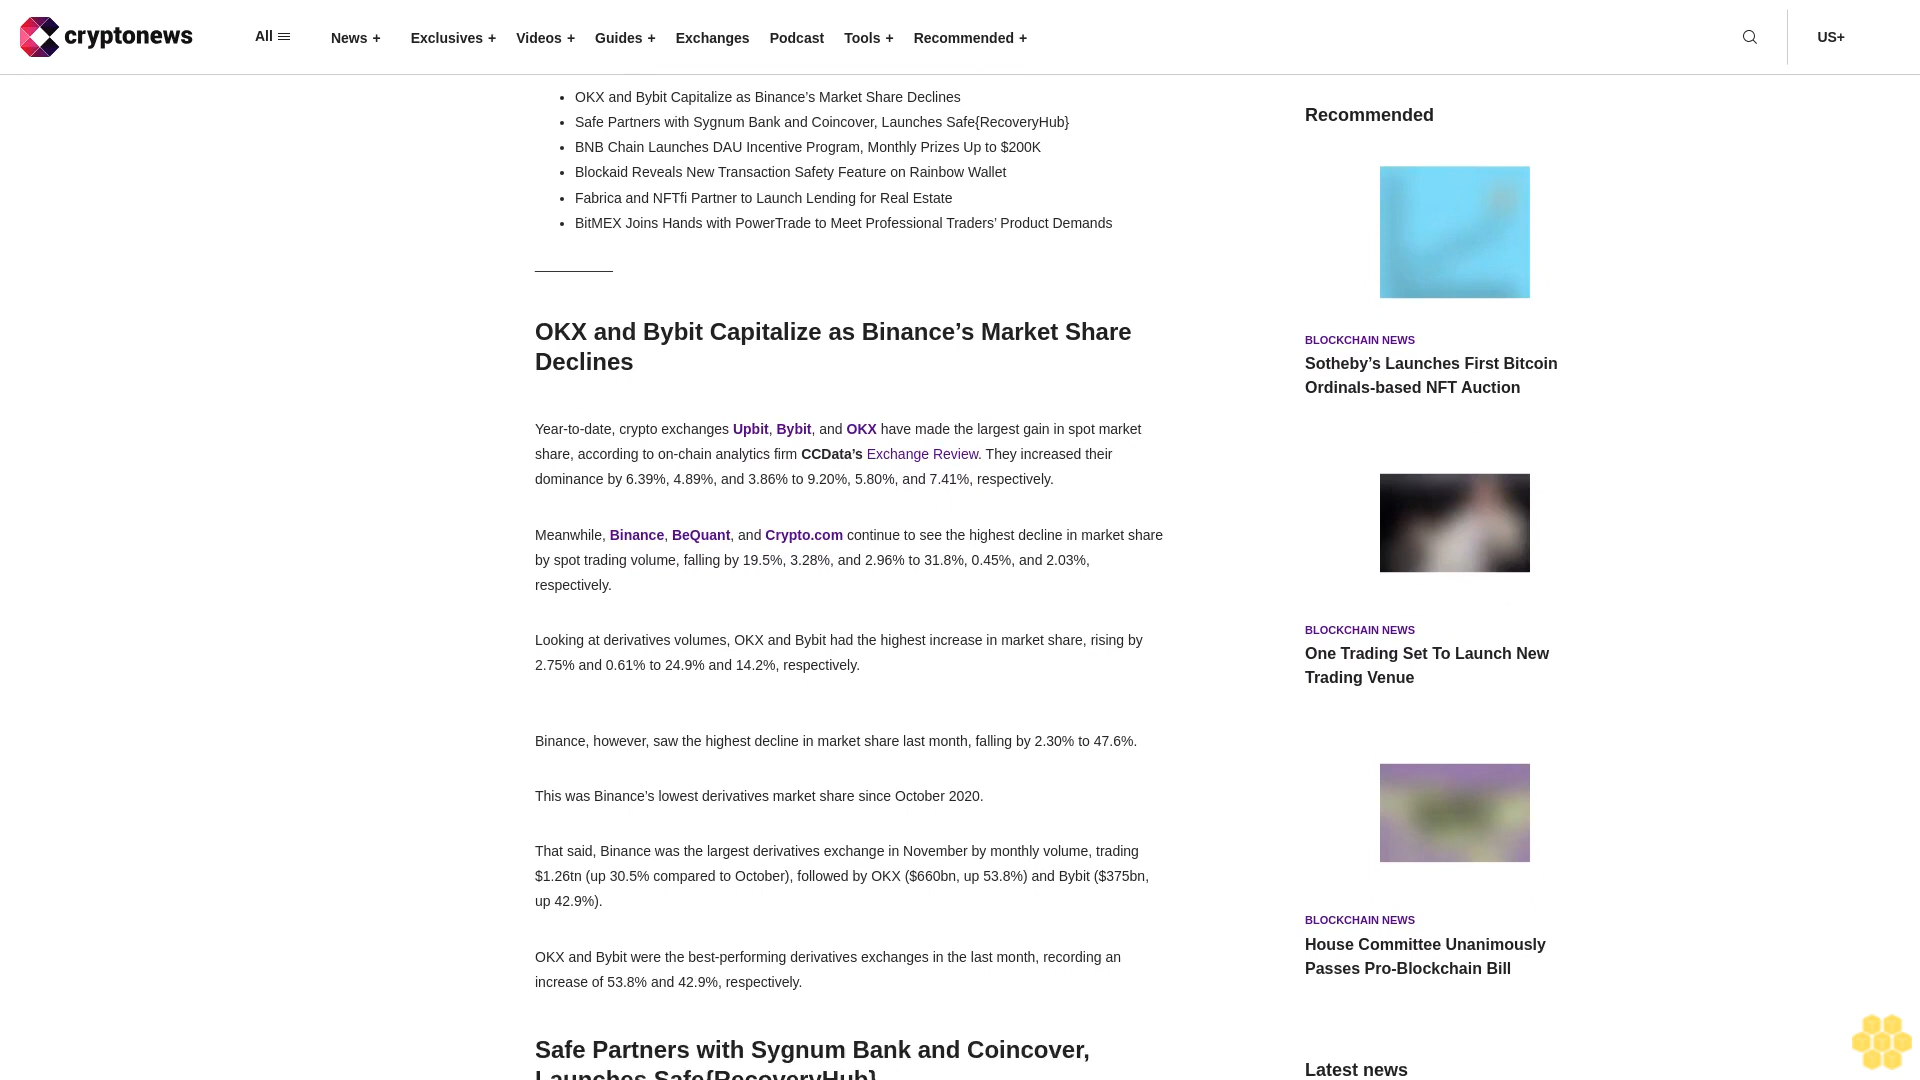 cryptonews
All
News +
Exclusives +
Videos +
Guides +
Exchanges
Podcast
Tools +
Recommended +
US+
• OKX and Bybit Capitalize as Binance’s Market Share Declines
• Safe Partners with Sygnum Bank and Coincover, Launches Safe{RecoveryHub}
• BNB Chain Launches DAU Incentive Program, Monthly Prizes Up to $200K
• Blockaid Reveals New Transaction Safety Feature on Rainbow Wallet
• Fabrica and NFTfi Partner to Launch Lending for Real Estate
• BitMEX Joins Hands with PowerTrade to Meet Professional Traders’ Product Demands
OKX and Bybit Capitalize as Binance’s Market Share
Declines
Year-to-date, crypto exchanges Upbit, Bybit, and OKX have made the largest gain in spot market
share, according to on-chain analytics firm CCData’s Exchange Review. They increased their
dominance by 6.39%, 4.89%, and 3.86% to 9.20%, 5.80%, and 7.41%, respectively.
Meanwhile, Binance, BeQuant, and Crypto.com continue to see the highest decline in market share
by spot trading volume, falling by 19.5%, 3.28%, and 2.96% to 31.8%, 0.45%, and 2.03%,
respectively.
Looking at derivatives volumes, OKX and Bybit had the highest increase in market share, rising by
2.75% and 0.61% to 24.9% and 14.2%, respectively.
Binance, however, saw the highest decline in market share last month, falling by 2.30% to 47.6%.
This was Binance’s lowest derivatives market share since October 2020.
That said, Binance was the largest derivatives exchange in November by monthly volume, trading
$1.26tn (up 30.5% compared to October), followed by OKX ($660bn, up 53.8%) and Bybit ($375bn,
up 42.9%).
OKX and Bybit were the best-performing derivatives exchanges in the last month, recording an
increase of 53.8% and 42.9%, respectively.
Safe Partners with Sygnum Bank and Coincover,
Launches Safe{RecoveryHub}
Recommended
BLOCKCHAIN NEWS
Sotheby’s Launches First Bitcoin
Ordinals-based NFT Auction
BLOCKCHAIN NEWS
One Trading Set To Launch New
Trading Venue
BLOCKCHAIN NEWS
House Committee Unanimously
Passes Pro-Blockchain Bill
Latest news